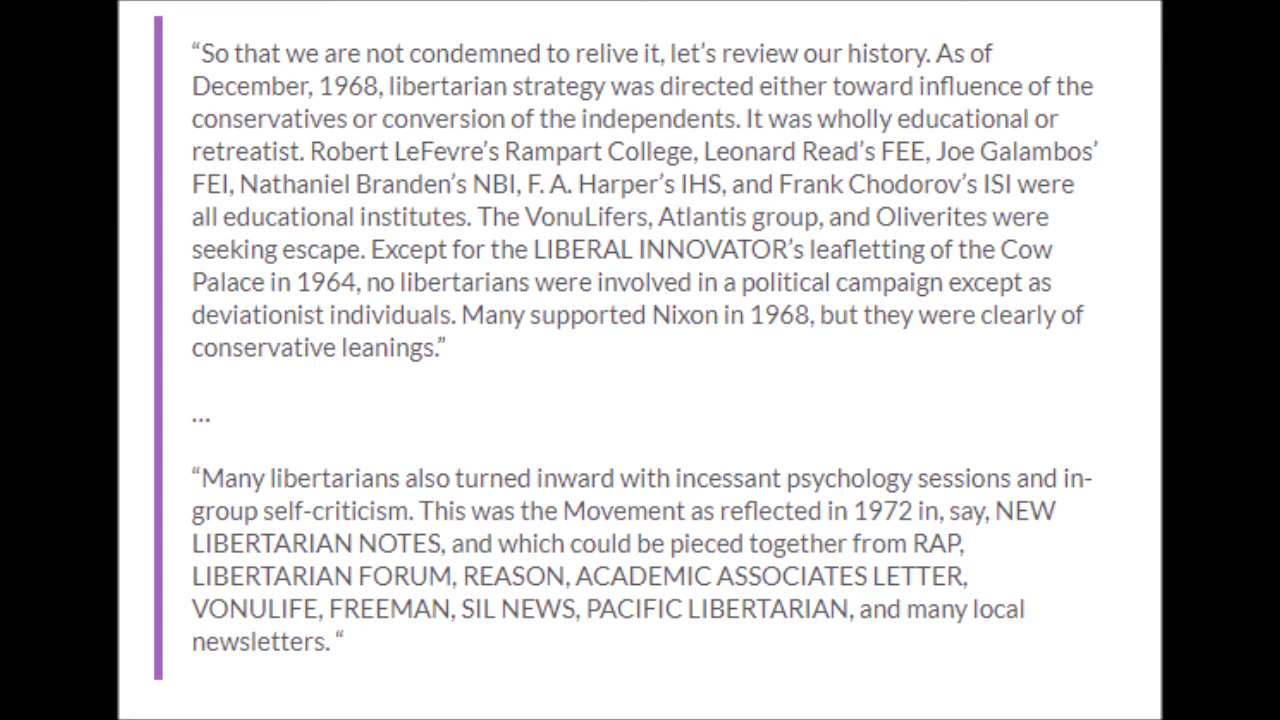 “So that we are not condemned to relive it, let’s review our history. As of
December, 1968, libertarian strategy was directed either toward influence of the
conservatives or conversion of the independents. It was wholly educational or
retreatist. Robert LeFevre’s Rampart College, Leonard Read’s FEE, Joe Galambos’
FEI, Nathaniel Branden’s NBI, F. A. Harper’s IHS, and Frank Chodorov’s ISI were
all educational institutes. The VonuLifers, Atlantis group, and Oliverites were
seeking escape. Except for the LIBERAL INNOVATOR’s leafletting of the Cow
Palace in 1964, no libertarians were involved in a political campaign except as
deviationist individuals. Many supported Nixon in 1968, but they were clearly of
conservative leanings.”
…
“Many libertarians also turned inward with incessant psychology sessions and in-
group self-criticism. This was the Movement as reflected in 1972 in, say, NEW
LIBERTARIAN NOTES, and which could be pieced together from RAP,
LIBERTARIAN FORUM, REASON, ACADEMIC ASSOCIATES LETTER,
VONULIFE, FREEMAN, SIL NEWS, PACIFIC LIBERTARIAN, and many local
newsletters. “